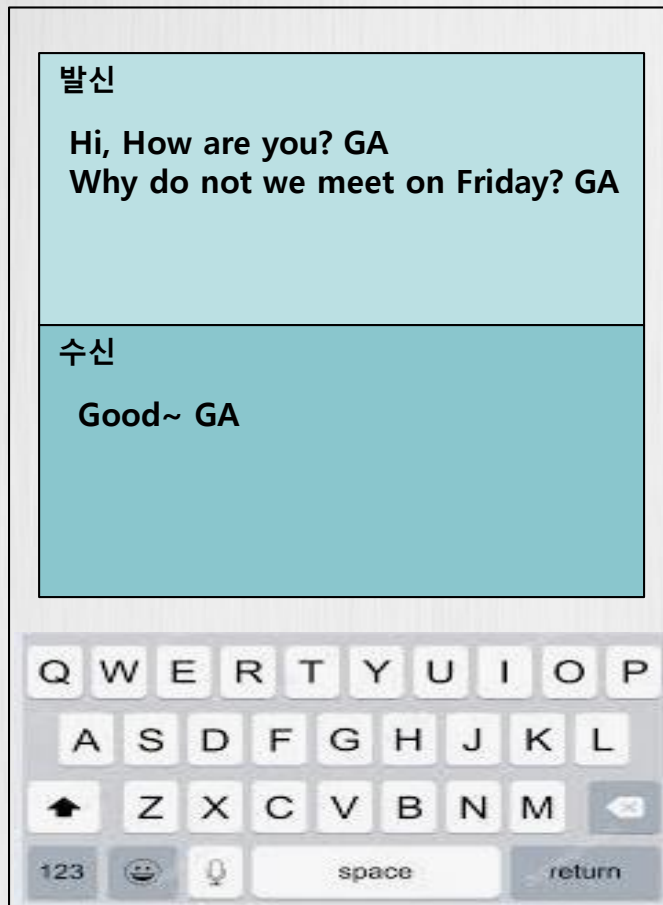 발신
Hi, How are you? GA
Why do not we meet on Friday? GA
수신
Good~ GA
Q W E R T Y U I O P
A S D F G H J K L
Z X C V B N M
123 space return